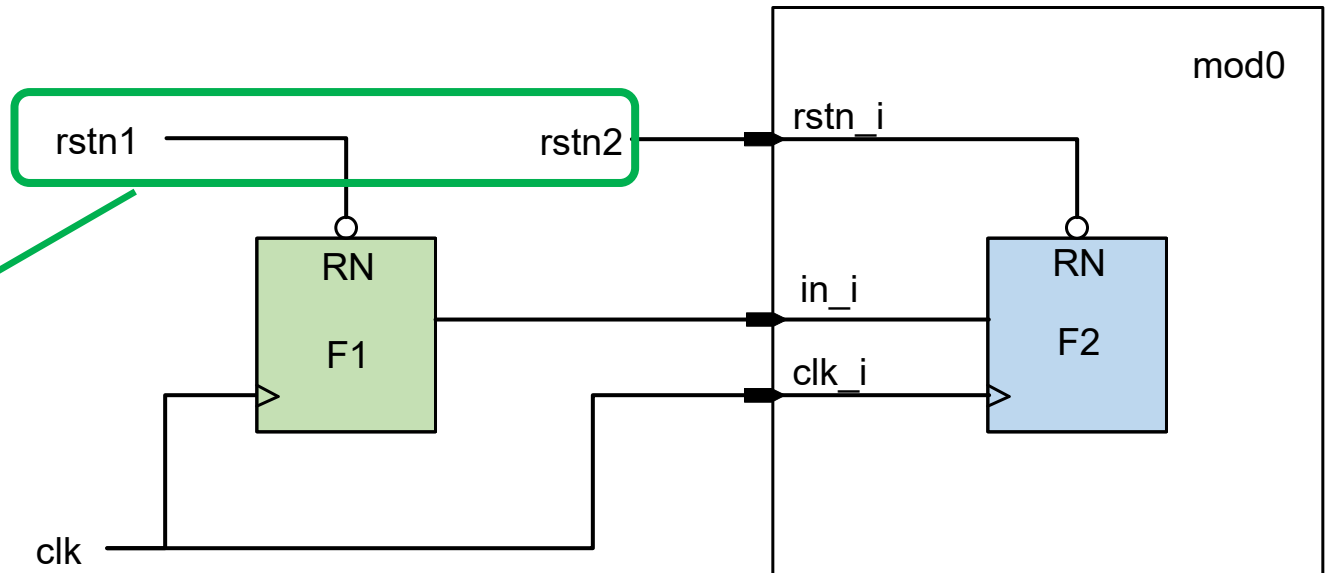 mod0
rstn_i
rstn1
rstn2
RN
RN
in_i
F1
F2
clk_i
clk